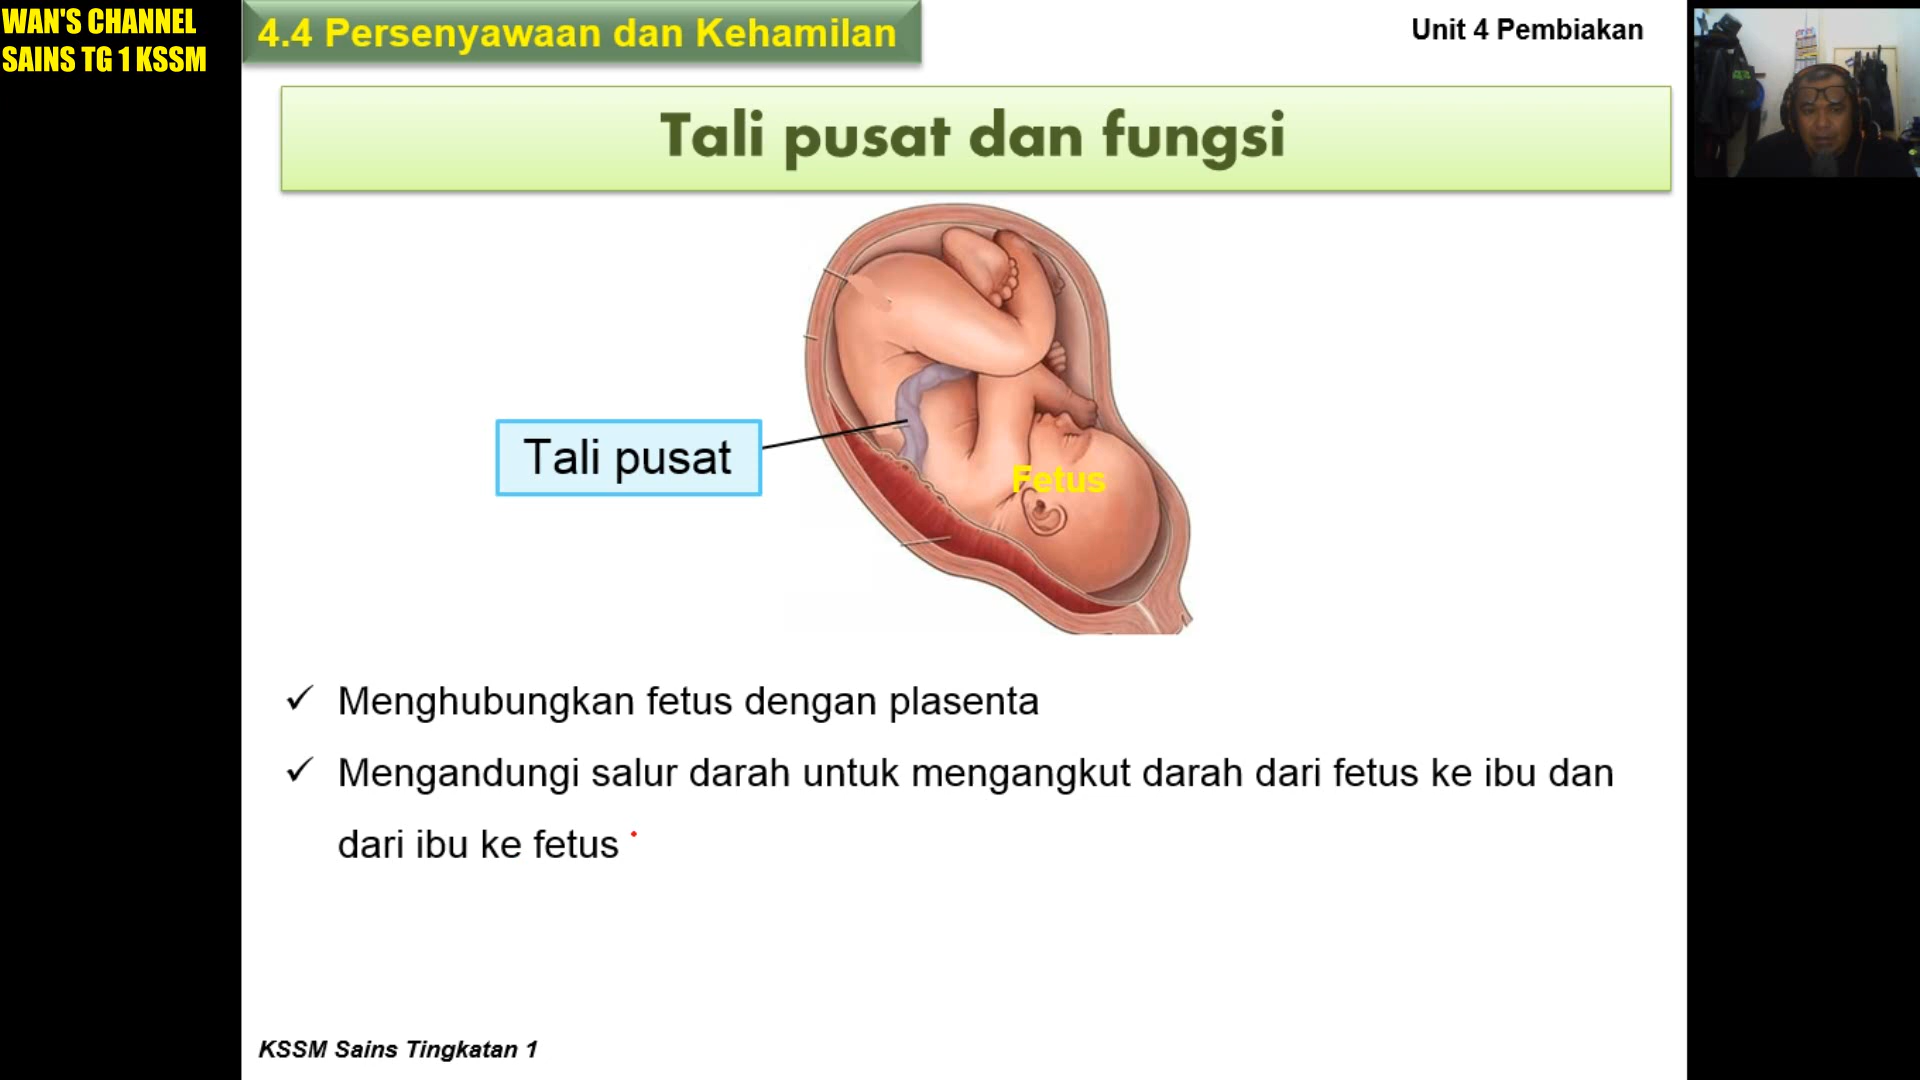 WAN'S CHANNEL
SAINS TG 1 KSSM
4.4 Persenyawaan dan Kehamilan
Unit 4 Pembiakan
Tali pusat dan fungsi
Tali pusat
Fetus
✓ Menghubungkan fetus dengan plasenta
✓ Mengandungi salur darah untuk mengangkut darah dari fetus ke ibu dan
dari ibu ke fetus
KSSM Sains Tingkatan 1